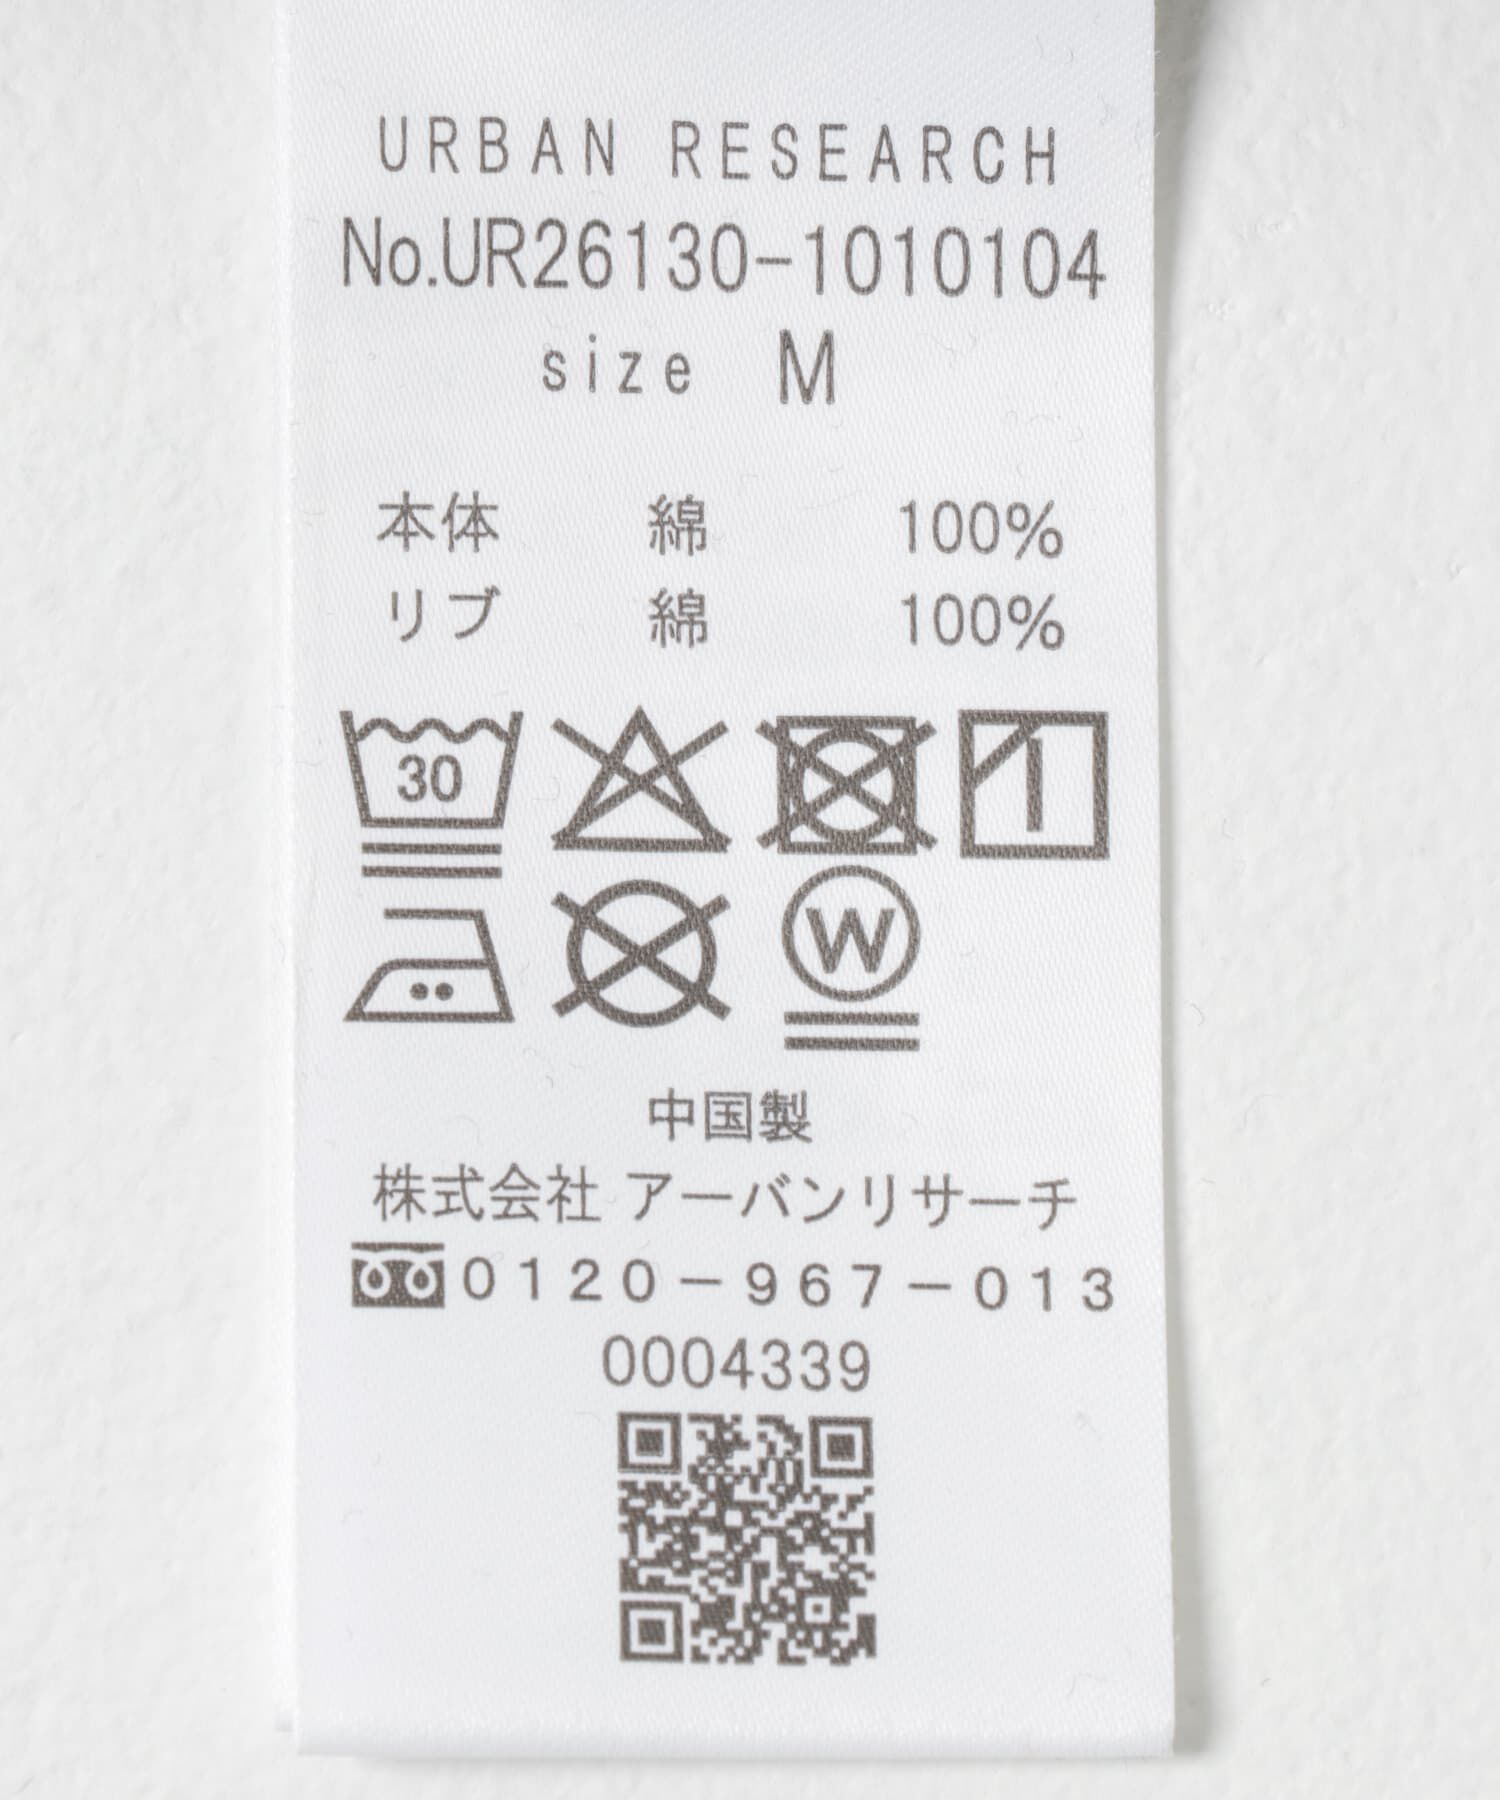 URBAN RESEARCH
No.UR26130-1010104
size M
本体 綿 100%
リブ 綿 100%
30
W
中国製
株式会社 アーバンリサーチ
0120-967-013
0004339